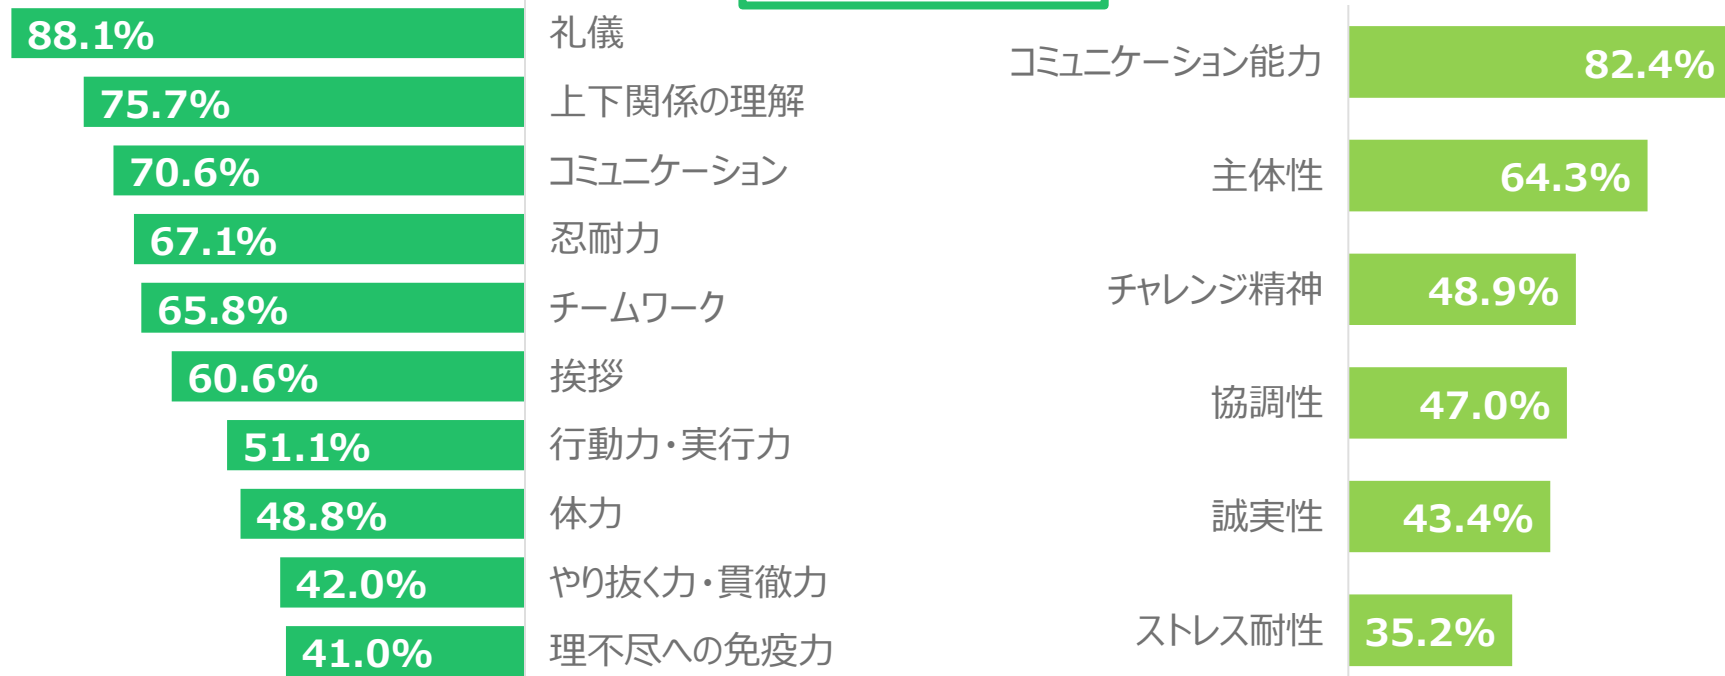 88.1% 礼儀
75.7% 上下関係の理解
70.6% コミュニケーション
67.1% 忍耐力
65.8% チームワーク
60.6% 挨拶
51.1% 行動力・実行力
48.8% 体力
42.0% やり抜く力・貫徹力
41.0% 理不尽への免疫力
コミュニケーション能力 82.4%
主体性 64.3%
チャレンジ精神 48.9%
協調性 47.0%
誠実性 43.4%
ストレス耐性 35.2%